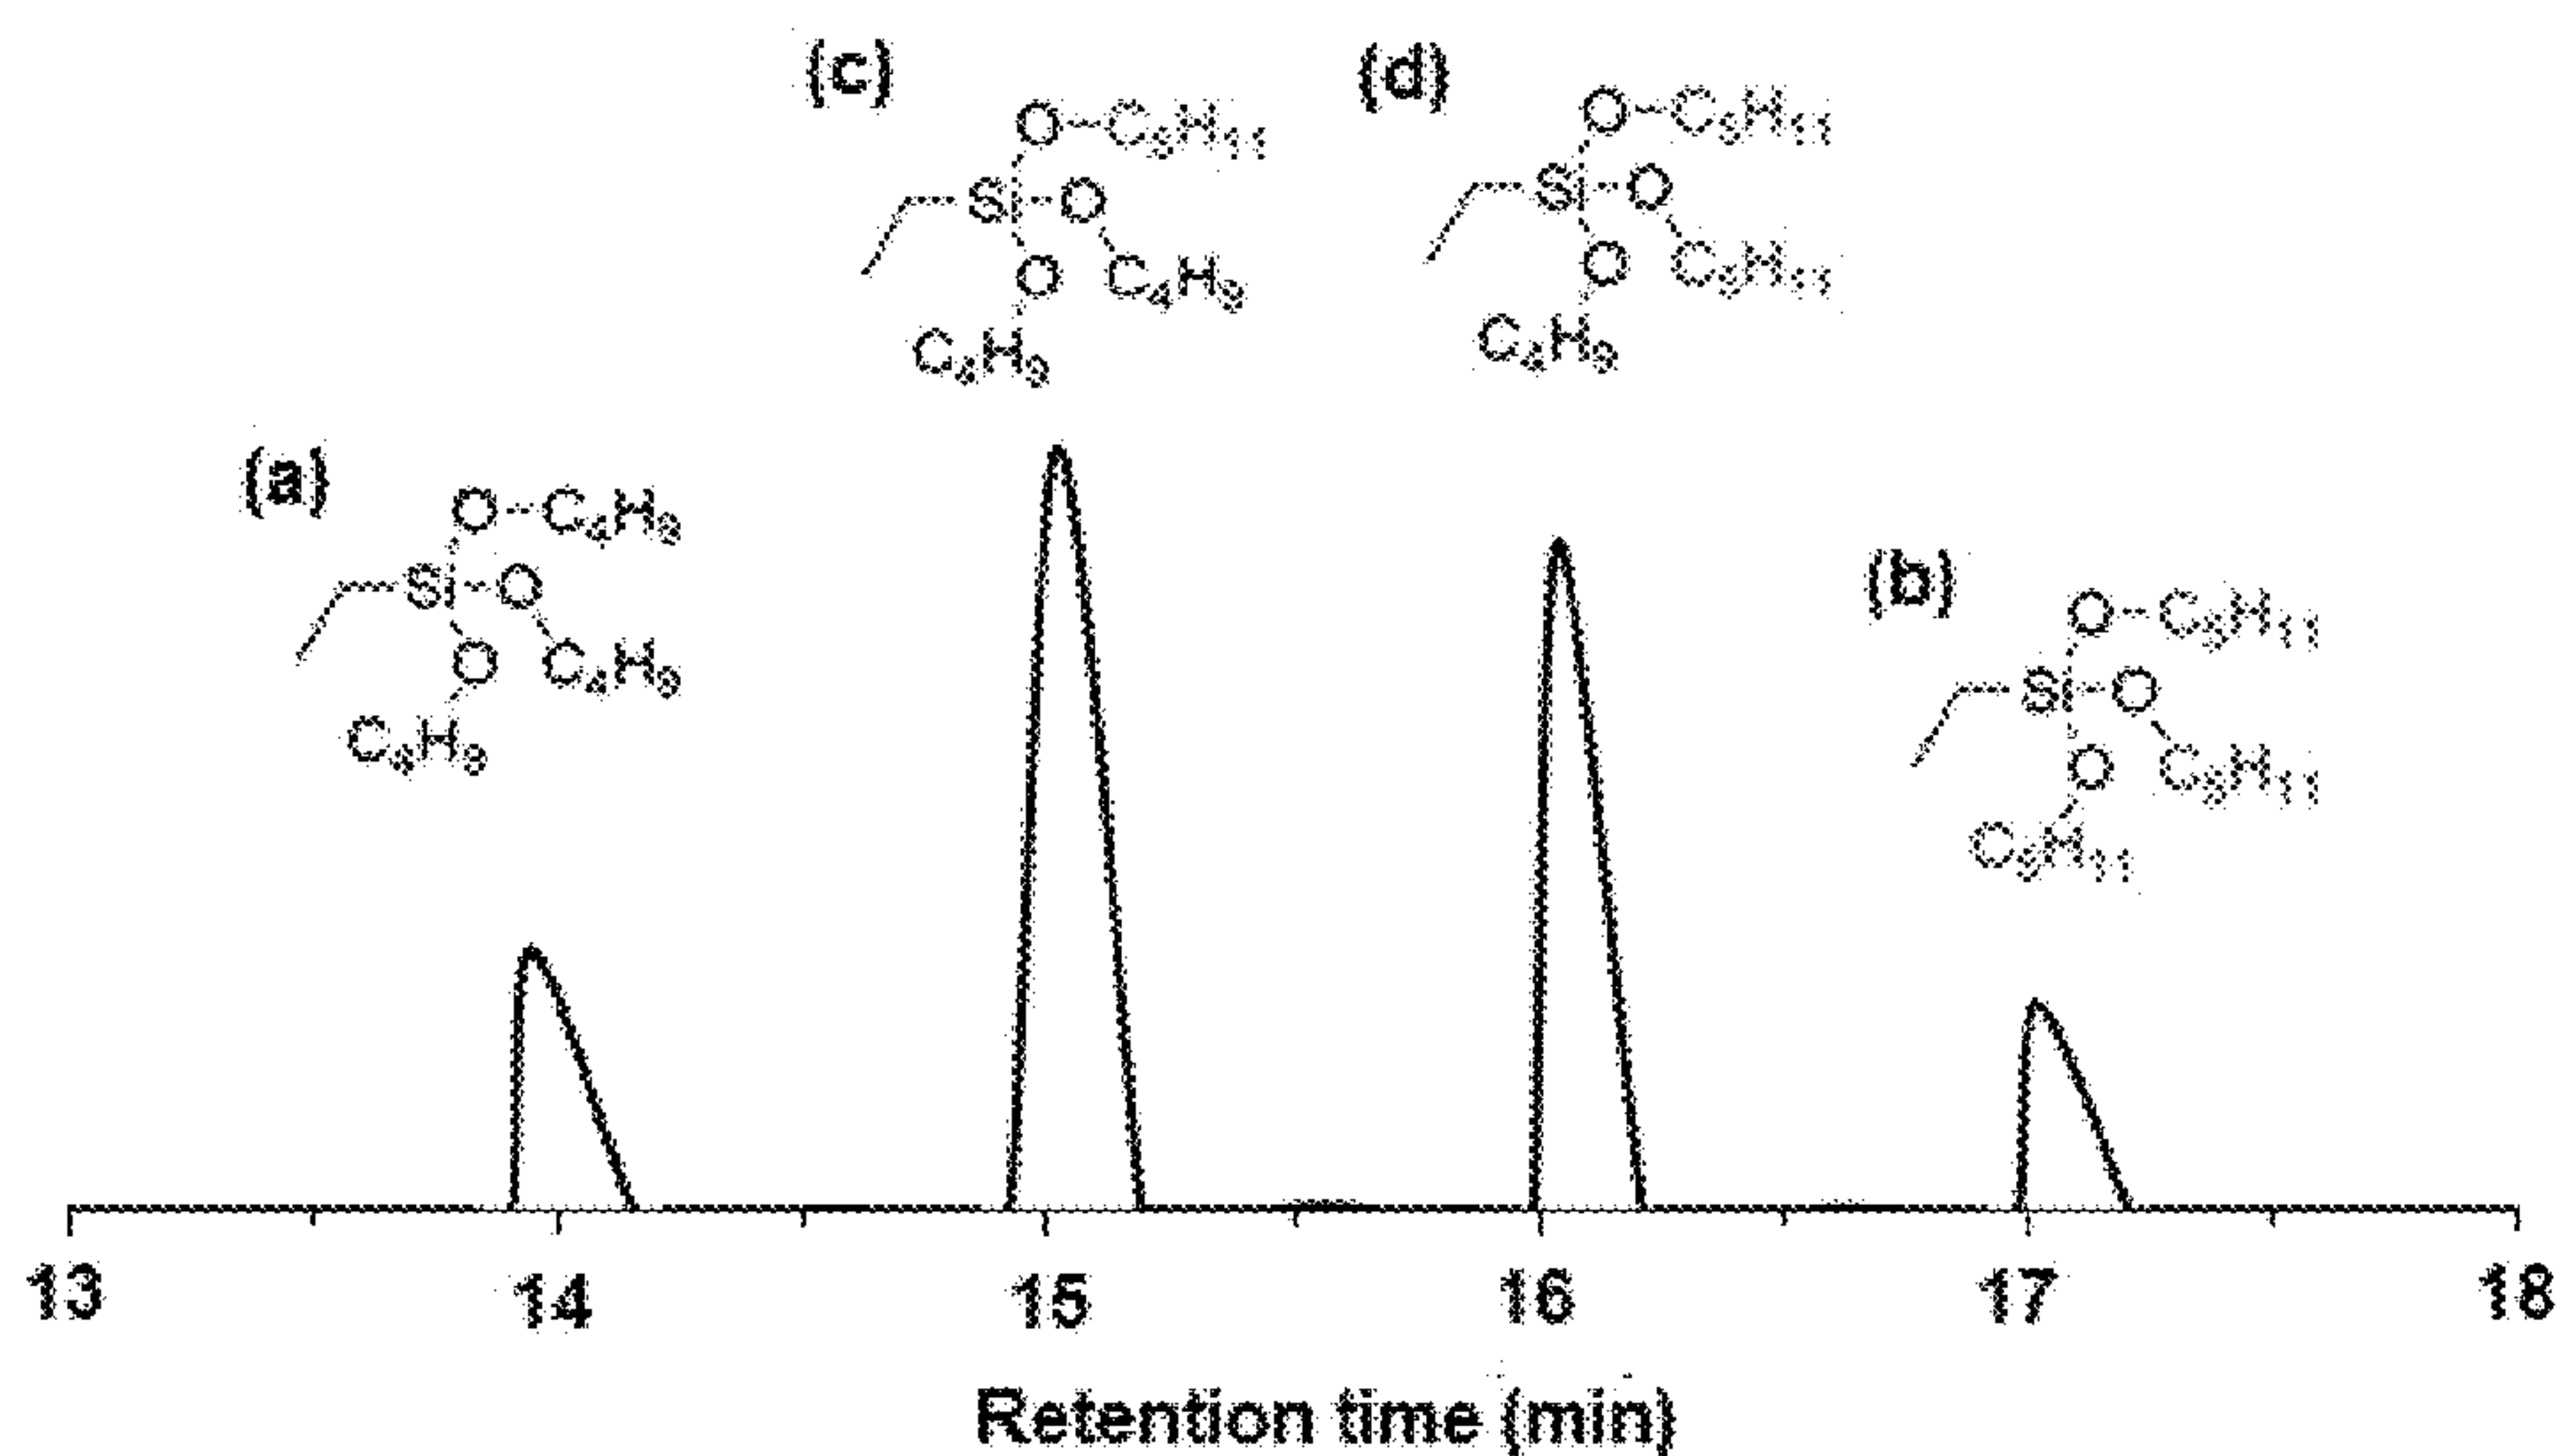 (c)
O-C₅H₁₁
Si-O
O
C₄H₉
C₄H₉
(d)
O-C₅H₁₁
Si-O
O
C₅H₁₁
C₄H₉
(a)
O-C₄H₉
Si-O
O
C₄H₉
C₄H₉
(b)
O-C₅H₁₁
Si-O
O
C₅H₁₁
C₅H₁₁
13 14 15 16 17 18
Retention time (min)